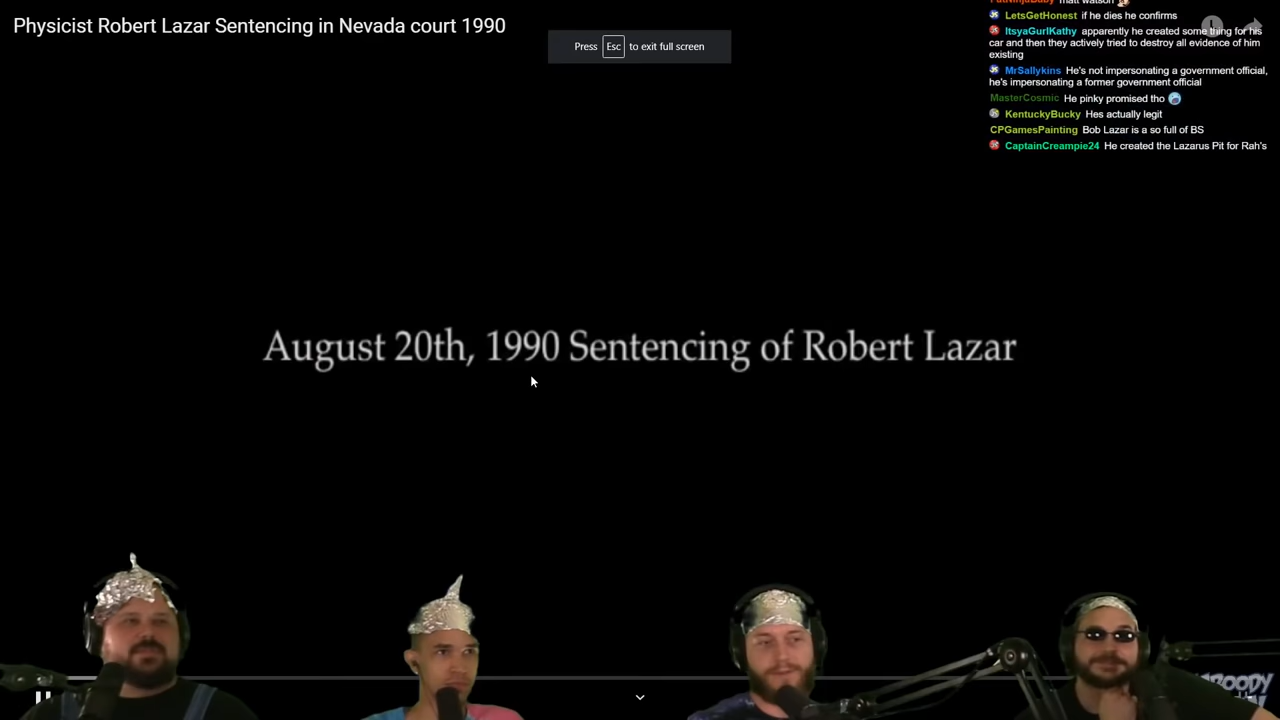 Physicist Robert Lazar Sentencing in Nevada court 1990
Press Esc to exit full screen
LetsGetHonest if he dies he confirms
ItsyaGurlKathy apparently he created some thing for his
car and then they actively tried to destroy all evidence of him
existing
MrSallykins He's not impersonating a government official,
he's impersonating a former government official
MasterCosmic He pinky promised tho
KentuckyBucky Hes actually legit
CPGamesPainting Bob Lazar is a so full of BS
CaptainCreampie24 He created the Lazarus Pit for Rah's
August 20th, 1990 Sentencing of Robert Lazar